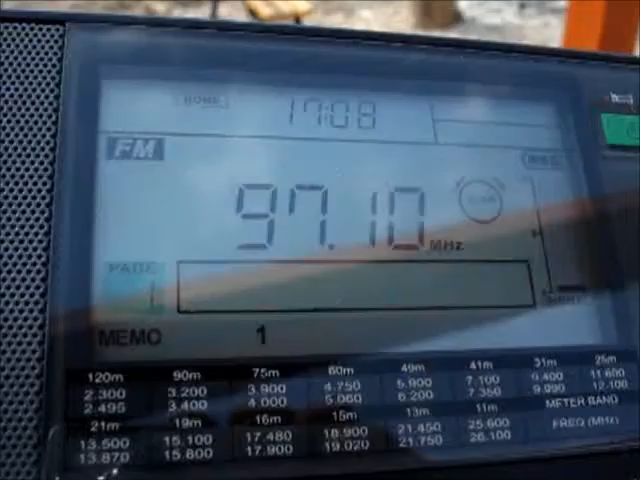 HOME 17:08
FM
97.10 MHz
PAGE
1
MEMO 1
120m 90m 75m 60m 49m 41m 31m 25m
2.300 3.200 3.900 4.750 5.900 7.100 9.400 11.600
2.495 3.400 4.000 5.060 6.200 7.350 9.990 12.100
21m 19m 16m 15m 13m 11m METER BAND
13.500 15.100 17.480 18.900 21.450 25.600 FREQ (MHz)
13.870 15.800 17.900 19.020 21.750 26.100